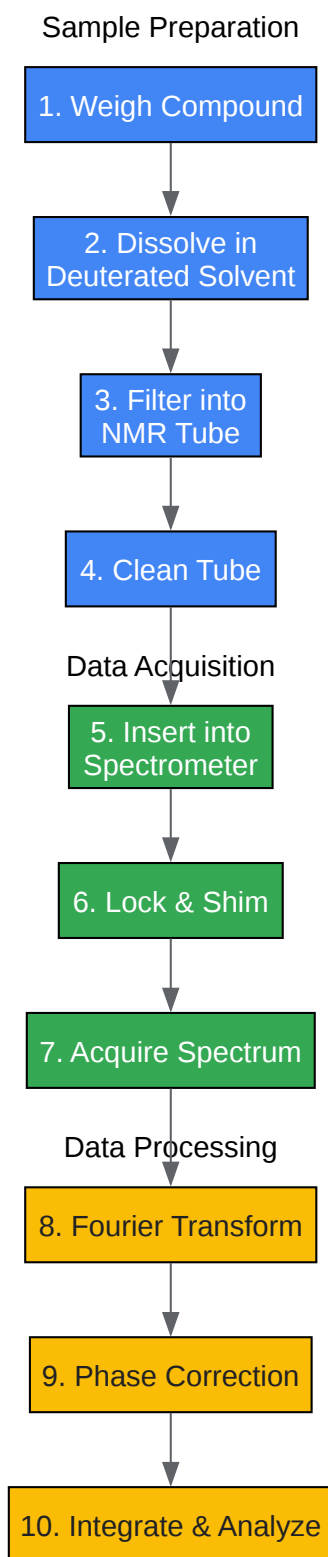 Sample Preparation
1. Weigh Compound
2. Dissolve in
Deuterated Solvent
3. Filter into
NMR Tube
4. Clean Tube
Data Acquisition
5. Insert into
Spectrometer
6. Lock & Shim
7. Acquire Spectrum
Data Processing
8. Fourier Transform
9. Phase Correction
10. Integrate & Analyze